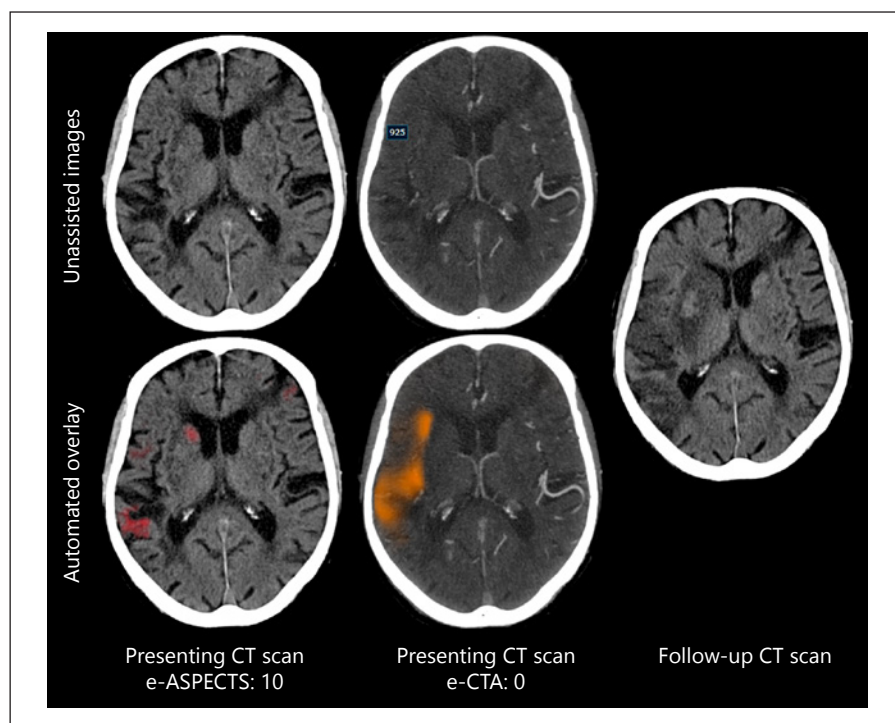 Unassisted images
925
Automated overlay
Presenting CT scan
e-ASPECTS: 10
Presenting CT scan
e-CTA: 0
Follow-up CT scan